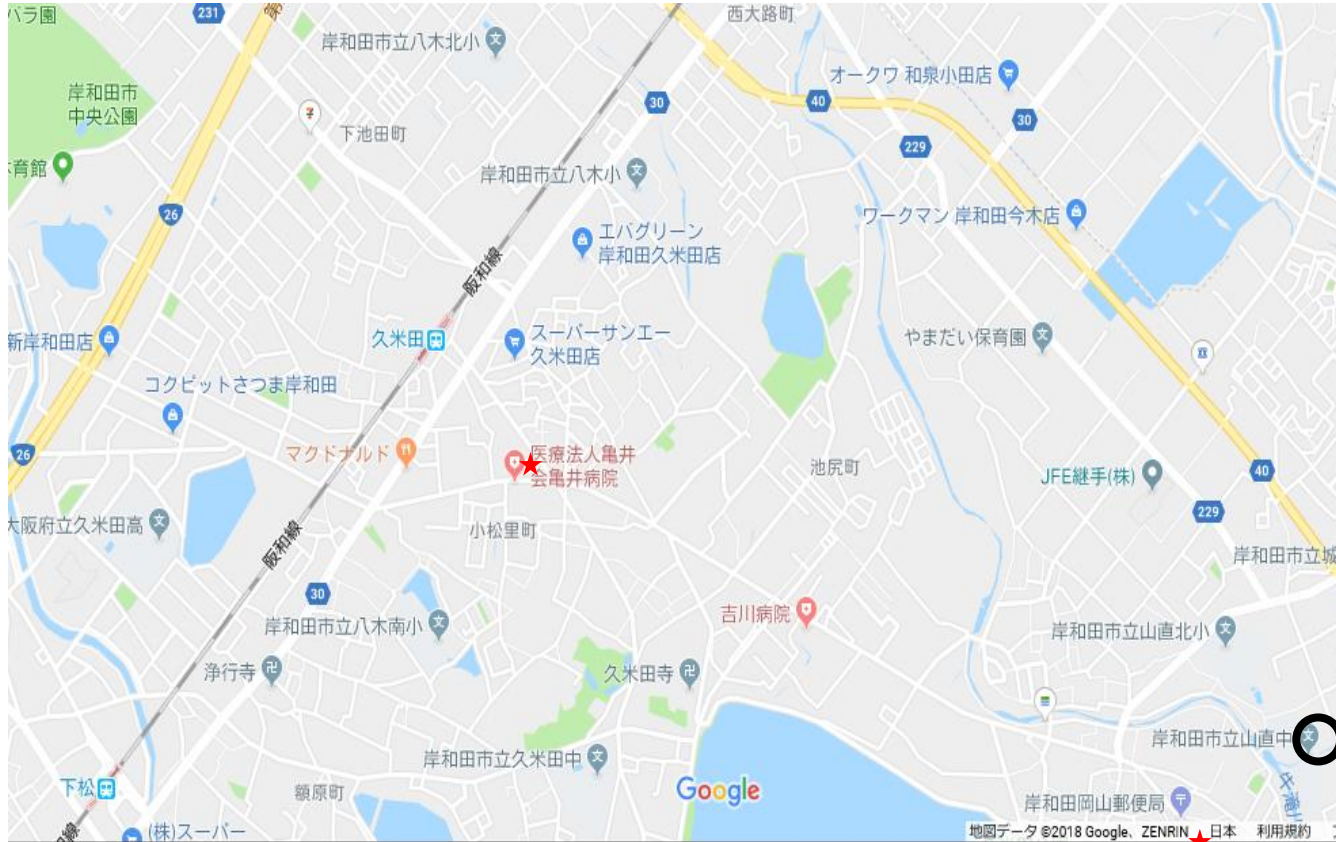 バラ園
231
西大路町
岸和田市立八木北小
オークワ 和泉小田店
岸和田市
中央公園
30
40
30
下池田町
229
体育館
岸和田市立八木小
26
ワークマン 岸和田今木店
エバグリーン
岸和田久米田店
阪和線
久米田
スーパーサンエー
久米田店
新岸和田店
やまだい保育園
コクピットさつま岸和田
マクドナルド
26
医療法人亀井
会亀井病院
池尻町
JFE継手(株)
40
229
大阪府立久米田高
小松里町
阪和線
岸和田市立城
30
吉川病院
岸和田市立八木南小
岸和田市立山直北小
浄行寺
久米田寺
岸和田市立山直中
岸和田市立久米田中
下松
額原町
Google
牛滝川
岸和田岡山郵便局
(株)スーパー
地図データ ©2018 Google、ZENRIN
日本
利用規約